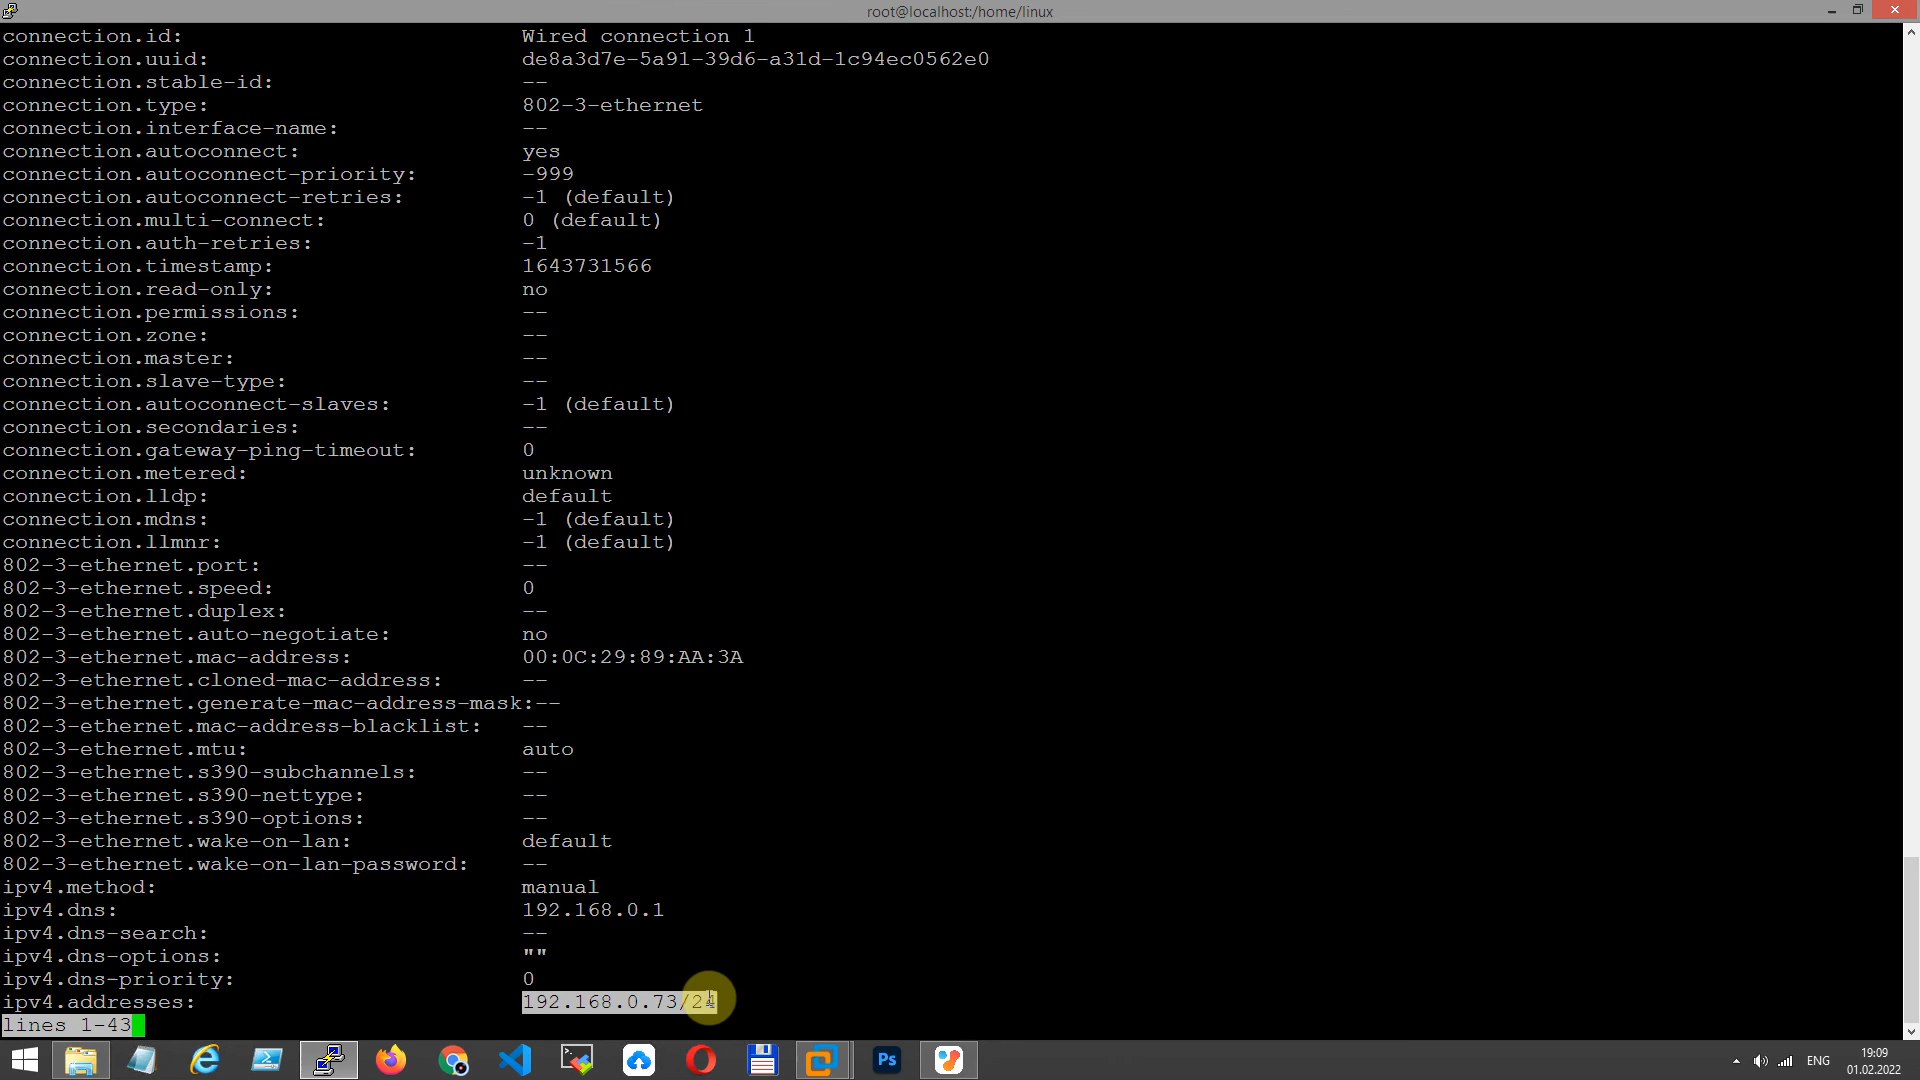 root@localhost:/home/linux
connection.id: Wired connection 1
connection.uuid: de8a3d7e-5a91-39d6-a31d-1c94ec0562e0
connection.stable-id: --
connection.type: 802-3-ethernet
connection.interface-name: --
connection.autoconnect: yes
connection.autoconnect-priority: -999
connection.autoconnect-retries: -1 (default)
connection.multi-connect: 0 (default)
connection.auth-retries: -1
connection.timestamp: 1643731566
connection.read-only: no
connection.permissions: --
connection.zone: --
connection.master: --
connection.slave-type: --
connection.autoconnect-slaves: -1 (default)
connection.secondaries: --
connection.gateway-ping-timeout: 0
connection.metered: unknown
connection.lldp: default
connection.mdns: -1 (default)
connection.llmnr: -1 (default)
802-3-ethernet.port: --
802-3-ethernet.speed: 0
802-3-ethernet.duplex: --
802-3-ethernet.auto-negotiate: no
802-3-ethernet.mac-address: 00:0C:29:89:AA:3A
802-3-ethernet.cloned-mac-address: --
802-3-ethernet.generate-mac-address-mask:--
802-3-ethernet.mac-address-blacklist: --
802-3-ethernet.mtu: auto
802-3-ethernet.s390-subchannels: --
802-3-ethernet.s390-nettype: --
802-3-ethernet.s390-options: --
802-3-ethernet.wake-on-lan: default
802-3-ethernet.wake-on-lan-password: --
ipv4.method: manual
ipv4.dns: 192.168.0.1
ipv4.dns-search: --
ipv4.dns-options: ""
ipv4.dns-priority: 0
ipv4.addresses: 192.168.0.73/24
lines 1-43
Ps
ENG
19:09
01.02.2022